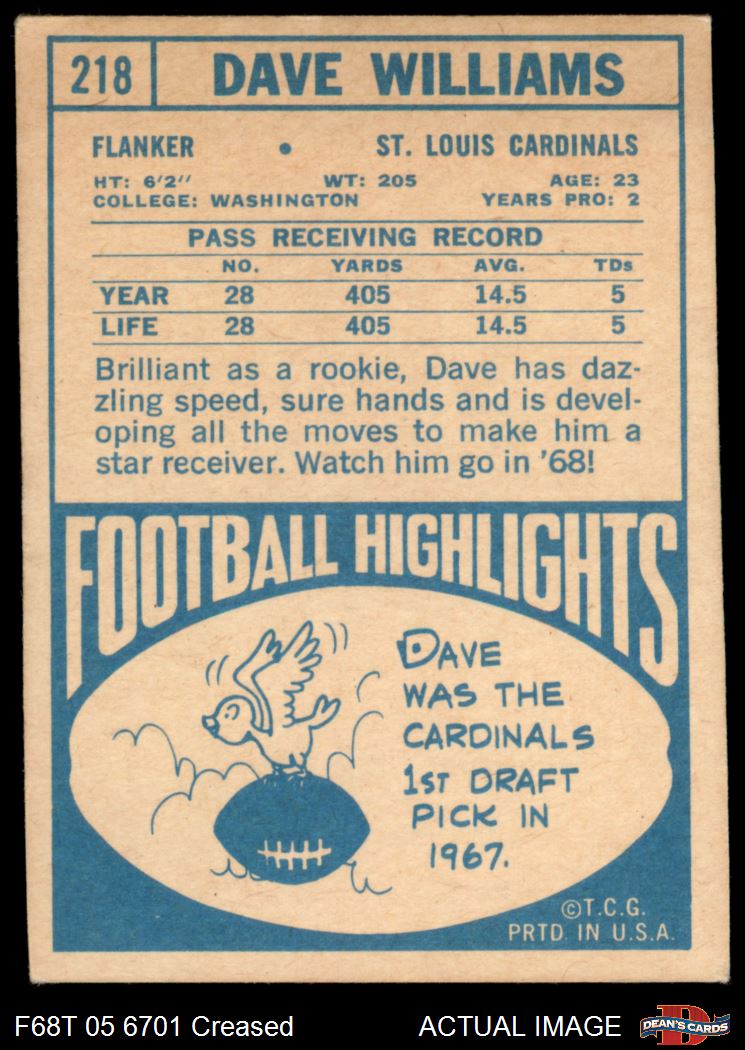 218 DAVE WILLIAMS
FLANKER • ST. LOUIS CARDINALS
HT: 6'2" WT: 205 AGE: 23
COLLEGE: WASHINGTON YEARS PRO: 2
PASS RECEIVING RECORD
NO. YARDS AVG. TDs
YEAR 28 405 14.5 5
LIFE 28 405 14.5 5
Brilliant as a rookie, Dave has daz-
zling speed, sure hands and is devel-
oping all the moves to make him a
star receiver. Watch him go in '68!
FOOTBALL HIGHLIGHTS
DAVE
WAS THE
CARDINALS
1ST DRAFT
PICK IN
1967.
©T.C.G.
PRTD. IN U.S.A.
F68T 05 6701 Creased ACTUAL IMAGE D DEAN'S CARDS